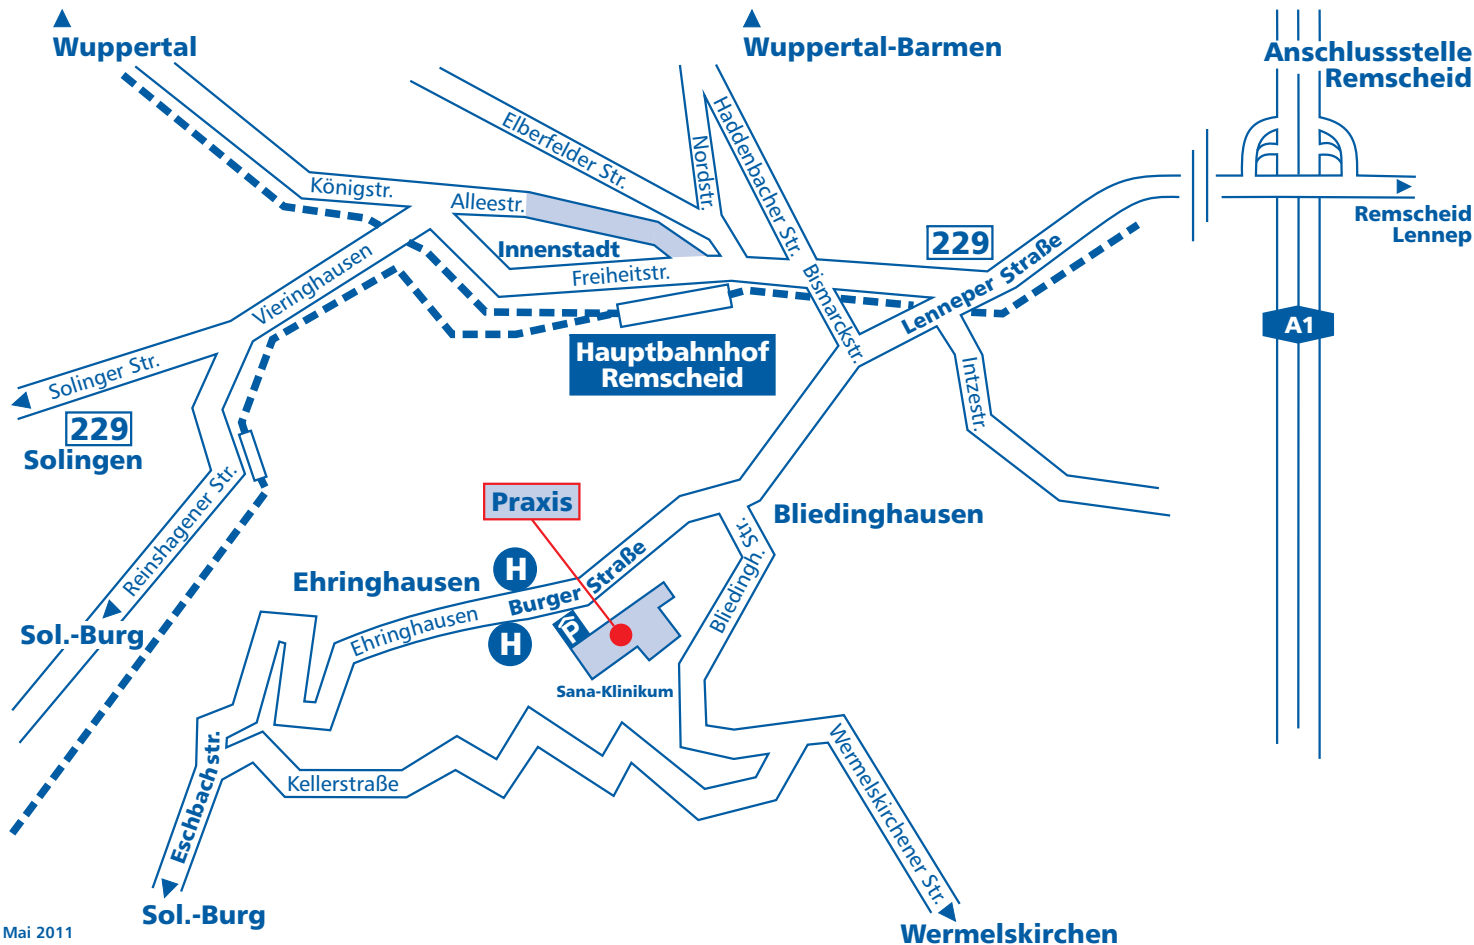 Wuppertal
Wuppertal-Barmen
Anschlussstelle
Remscheid
Elberfelder Str.
Nordstr.
Haddenbacher Str.
Königstr.
Alleestr.
Innenstadt
Freiheitstr.
229
Lenneper Straße
Remscheid
Lennep
Vieringhausen
Bismarckstr.
A1
Hauptbahnhof
Remscheid
Solinger Str.
229
Solingen
Intzestr.
Reinshagener Str.
Praxis
Bliedinghausen
Bliedingh.
Str.
Ehringhausen
H
Burger Straße
Ehringhausen
H
P
Sol.-Burg
Sana-Klinikum
Kellerstraße
Eschbachstr.
Wermelskirchener Str.
Sol.-Burg
Wermelskirchen
Mai 2011